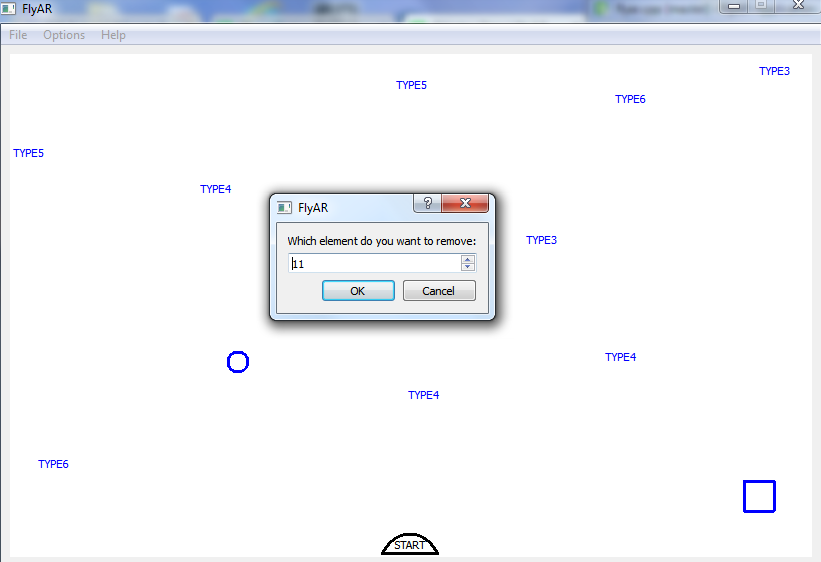 FlyAR
File Options Help
TYPE3
TYPE5
TYPE6
TYPE5
TYPE4
FlyAR
Which element do you want to remove:
TYPE3
11
OK Cancel
TYPE4
TYPE4
TYPE6
START